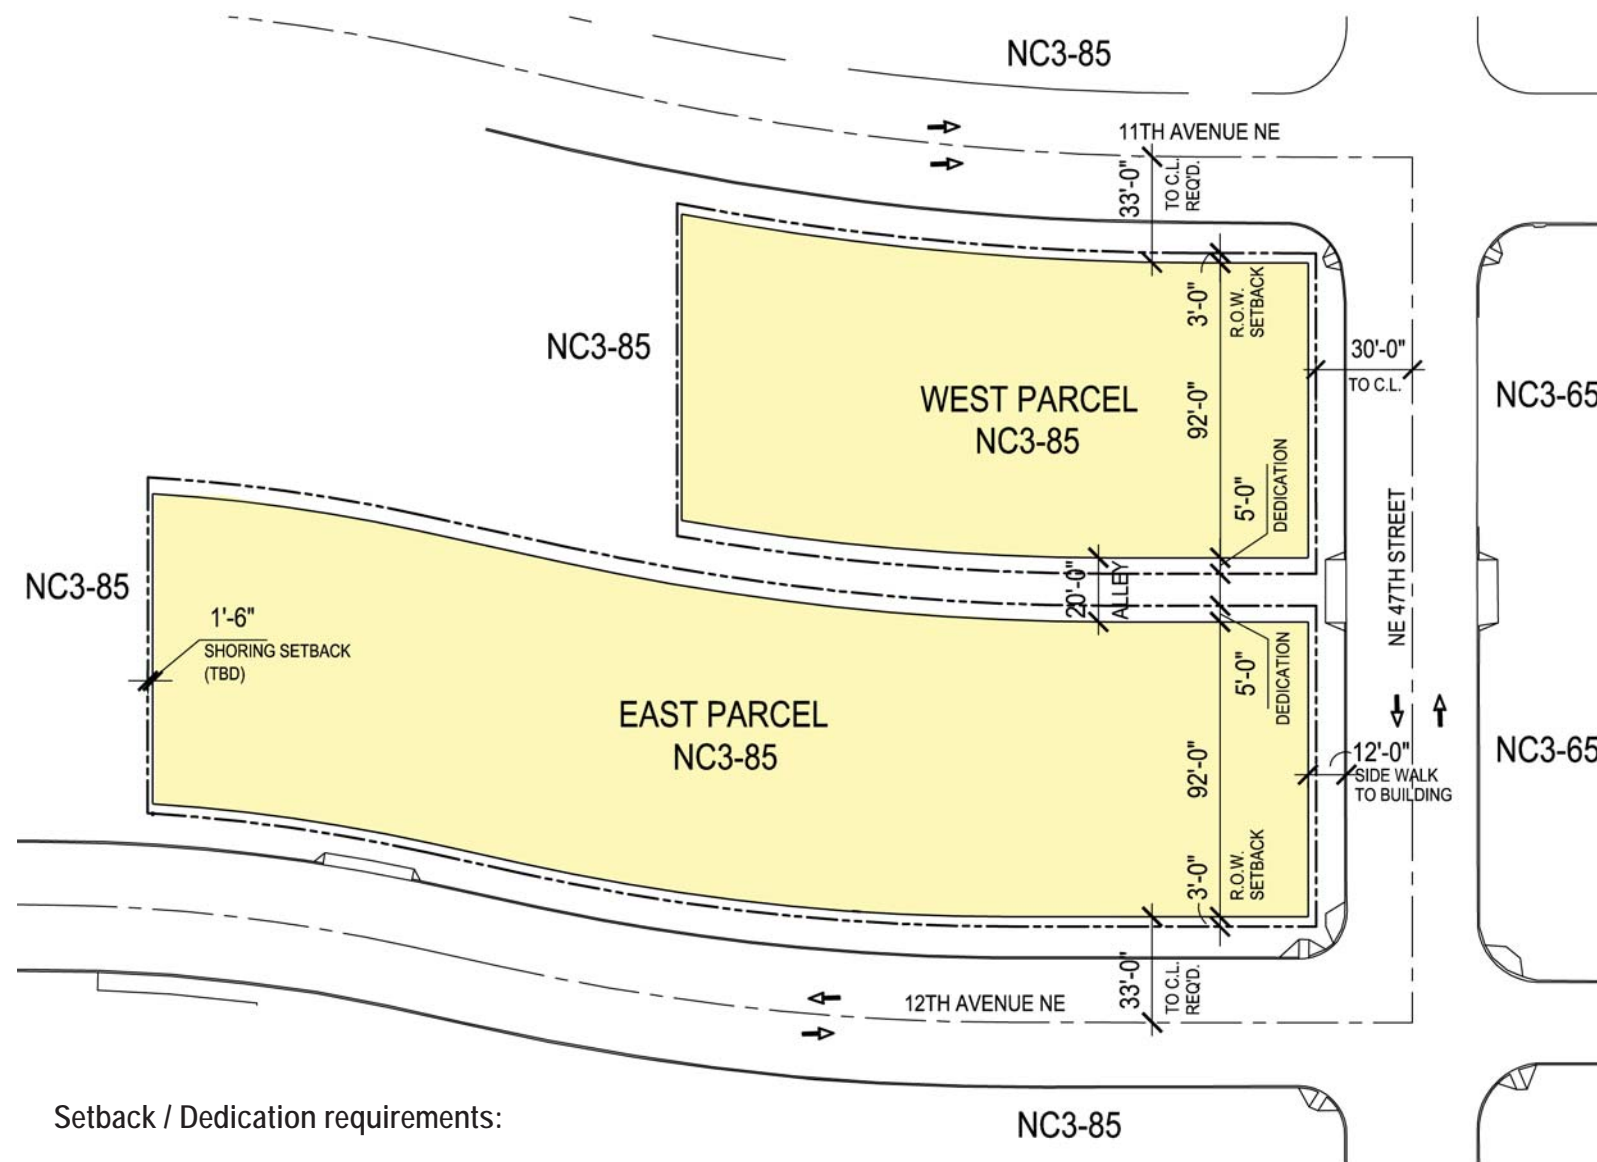 NC3-85
11TH AVENUE NE
33'-0"
TO C.L.
REQ'D.
3'-0"
R.O.W.
SETBACK
NC3-85
30'-0"
TO C.L.
WEST PARCEL
NC3-85
92'-0"
NC3-65
5'-0"
DEDICATION
NE 47TH STREET
20'-0"
ALLEY
NC3-85
1'-6"
SHORING SETBACK
(TBD)
5'-0"
DEDICATION
EAST PARCEL
NC3-85
92'-0"
12'-0"
SIDE WALK
TO BUILDING
NC3-65
3'-0"
R.O.W.
SETBACK
33'-0"
TO C.L.
REQ'D.
12TH AVENUE NE
Setback / Dedication requirements:
NC3-85